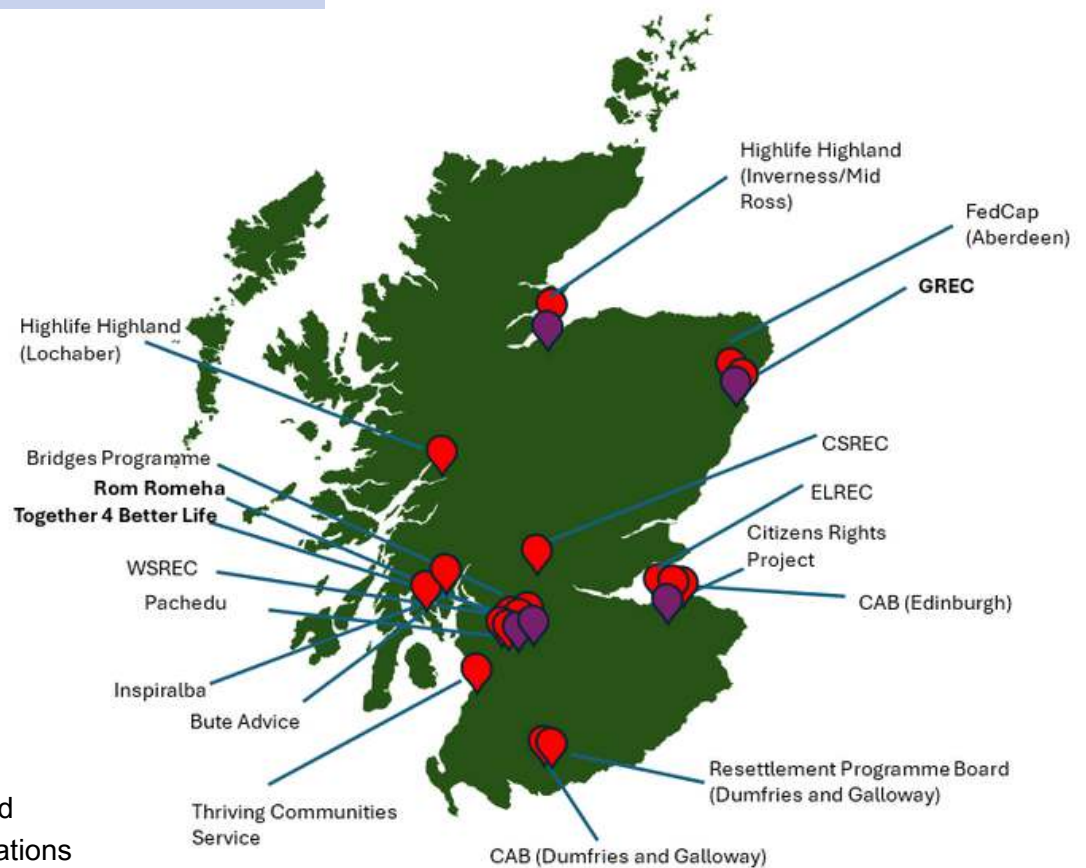 Highlife Highland
(Inverness/Mid
Ross)
FedCap
(Aberdeen)
GREC
Highlife Highland
(Lochaber)
CSREC
Bridges Programme
ELREC
Rom Romeha
Together 4 Better Life
Citizens Rights
Project
WSREC
Pachedu
CAB (Edinburgh)
Inspiralba
Bute Advice
Resettlement Programme Board
(Dumfries and Galloway)
Thriving Communities
Service
CAB (Dumfries and Galloway)